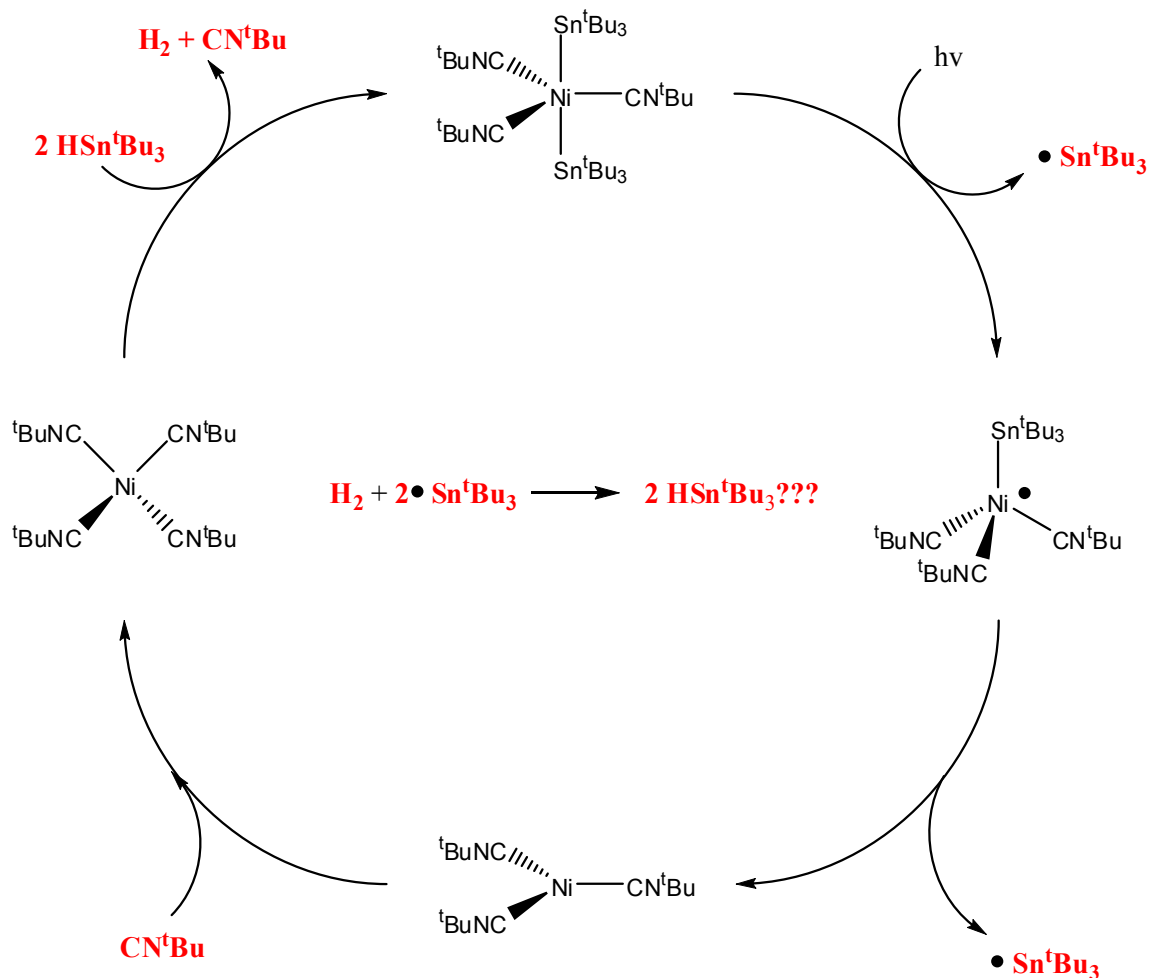 H₂ + CNᵗBu
2 HSnᵗBu₃
SnᵗBu₃
ᵗBuNC
Ni
CNᵗBu
ᵗBuNC
SnᵗBu₃
hv
• SnᵗBu₃
ᵗBuNC
CNᵗBu
Ni
ᵗBuNC
CNᵗBu
H₂ + 2 • SnᵗBu₃ → 2 HSnᵗBu₃???
SnᵗBu₃
Ni •
ᵗBuNC
CNᵗBu
ᵗBuNC
ᵗBuNC
Ni
CNᵗBu
ᵗBuNC
CNᵗBu
• SnᵗBu₃